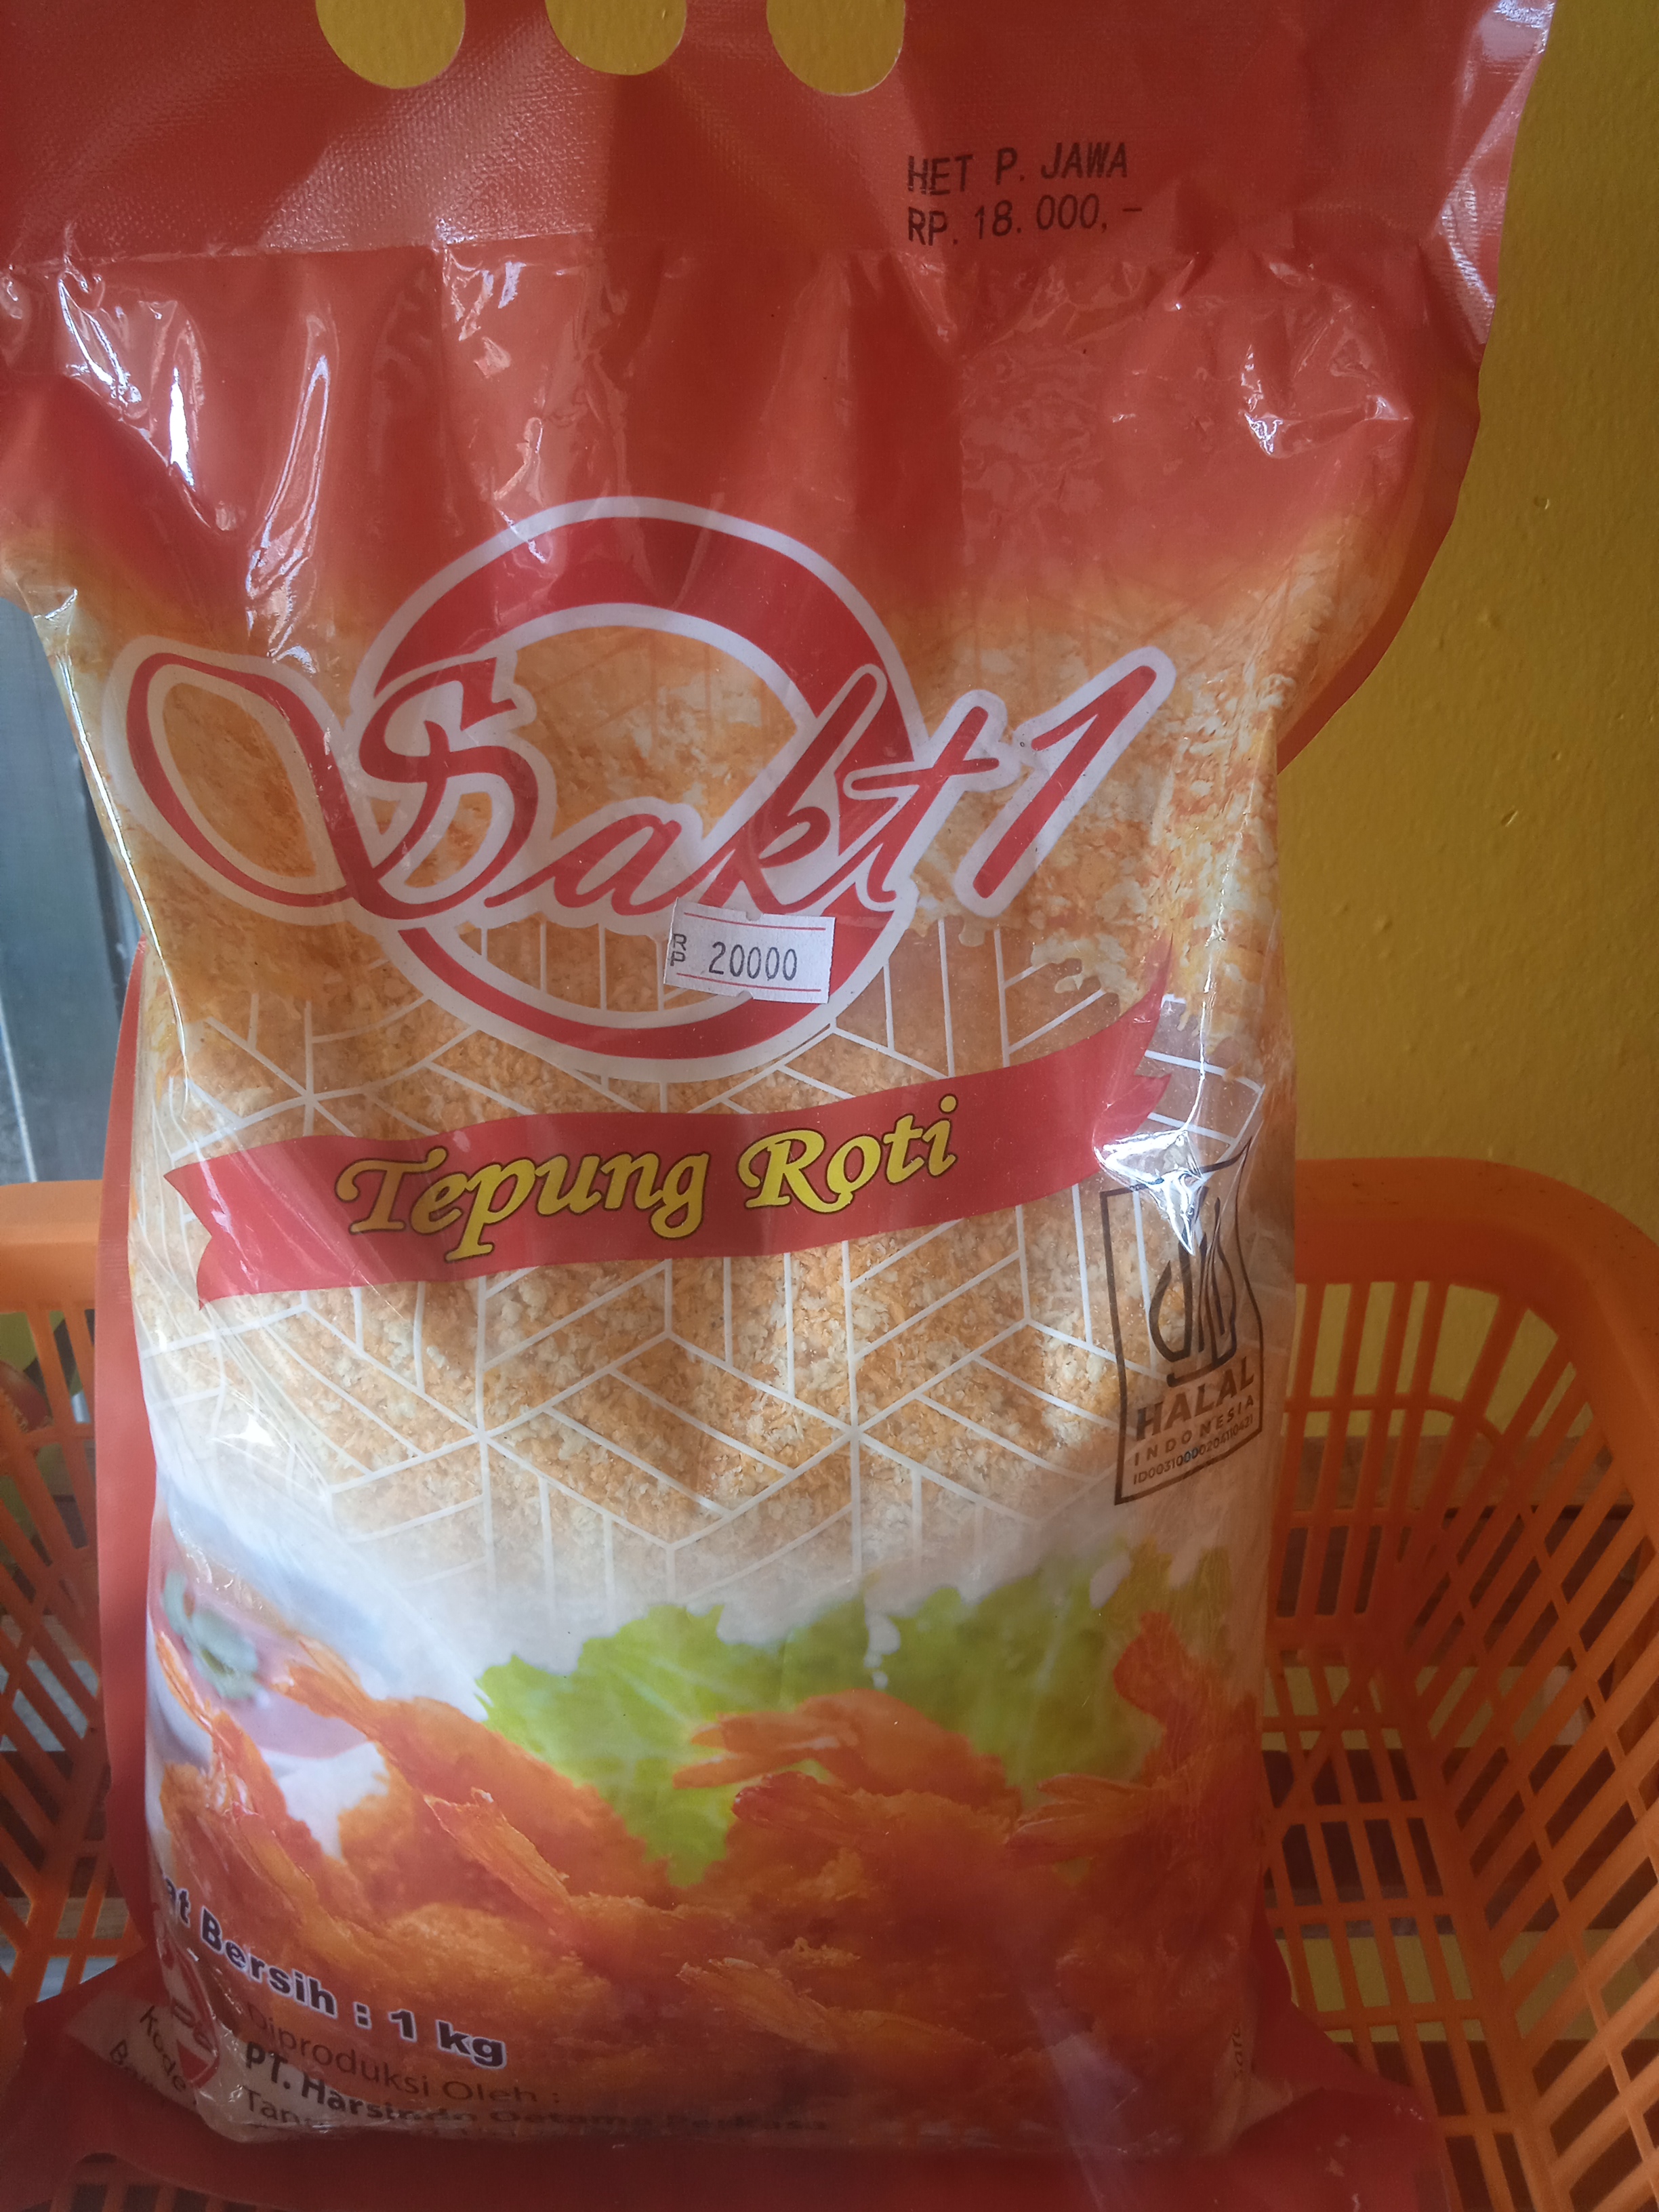 HET P. JAWA
RP. 18.000,-
Sakt1
RP 20000
Tepung Roti
HALAL
INDONESIA
Bersih : 1 kg
Diproduksi Oleh :
PT. Harsindo
Kode